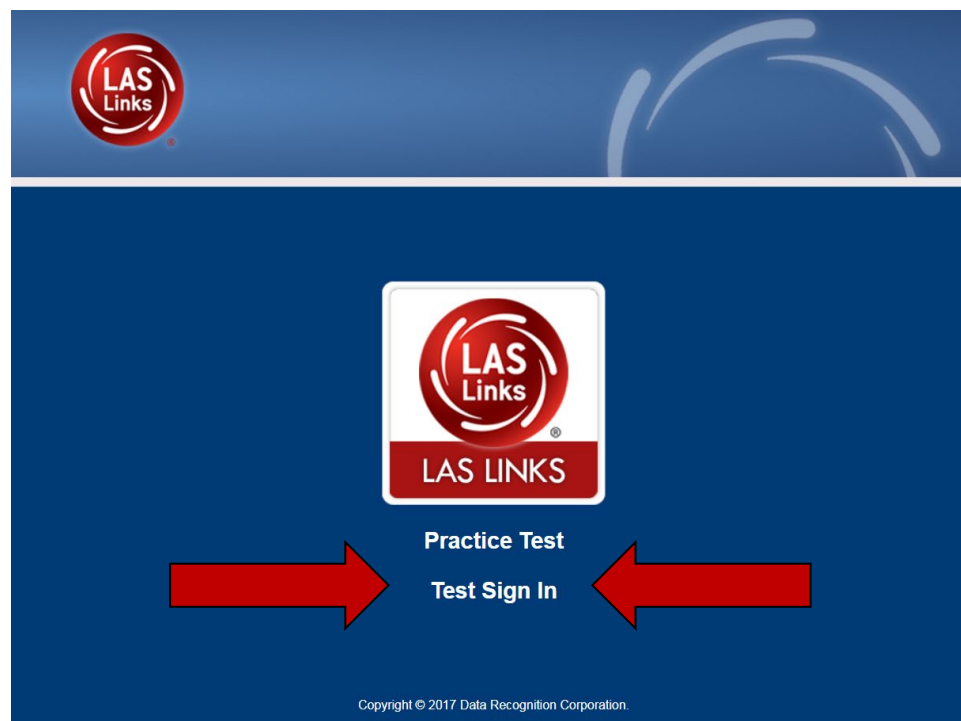 LAS
Links
®
LAS
Links
®
LAS LINKS
Practice Test
Test Sign In
Copyright © 2017 Data Recognition Corporation.